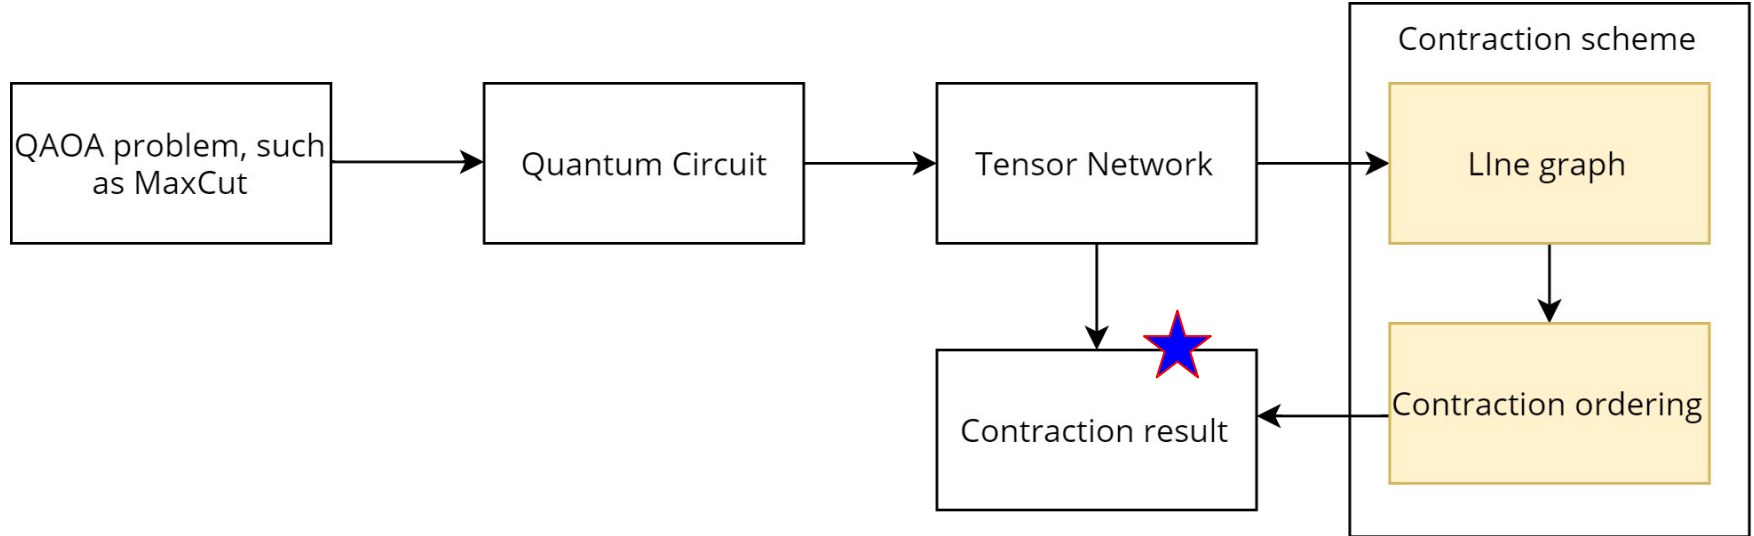 Contraction scheme
QAOA problem, such
as MaxCut
Quantum Circuit
Tensor Network
LIne graph
Contraction ordering
Contraction result